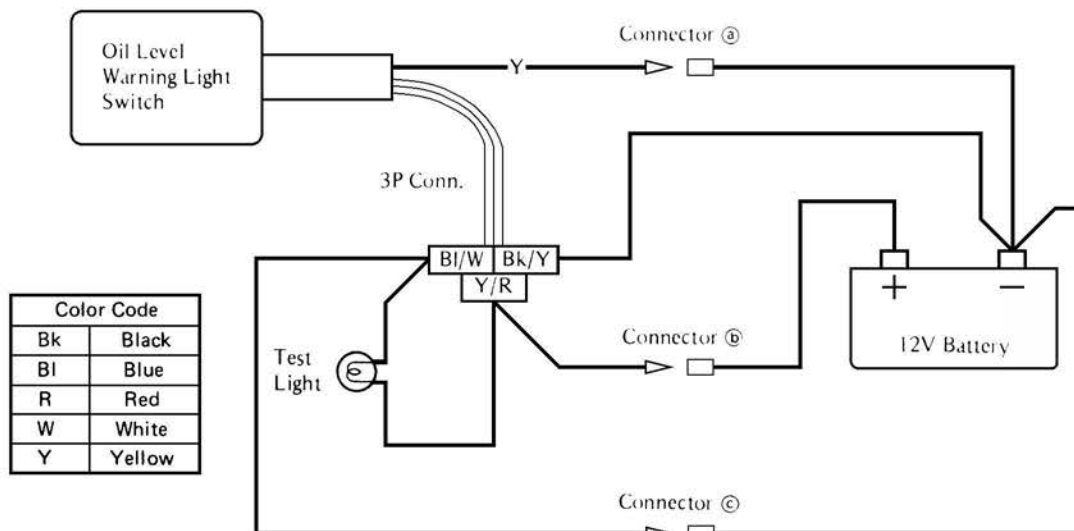 Connector ⓐ
Oil Level
Warning Light
Switch
Y
3P Conn.
Bl/W Bk/Y
Y/R
+ −
12V Battery
Connector ⓑ
Test
Light
Color Code
Bk Black
Bl Blue
R Red
W White
Y Yellow
Connector ⓒ